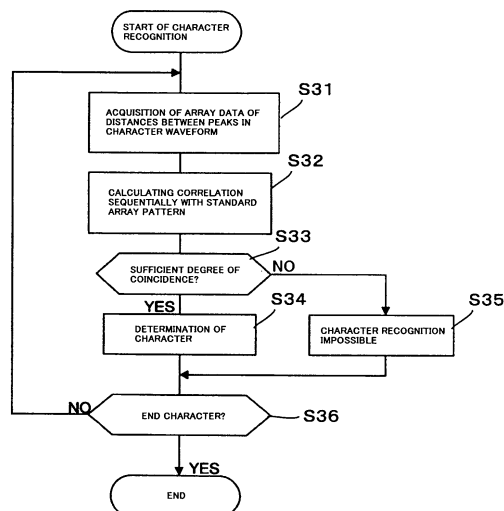 START OF CHARACTER
RECOGNITION
S31
ACQUISITION OF ARRAY DATA OF
DISTANCES BETWEEN PEAKS IN
CHARACTER WAVEFORM
S32
CALCULATING CORRELATION
SEQUENTIALLY WITH STANDARD
ARRAY PATTERN
S33
SUFFICIENT DEGREE OF
COINCIDENCE?
NO
YES
S34
DETERMINATION OF
CHARACTER
S35
CHARACTER RECOGNITION
IMPOSSIBLE
NO
END CHARACTER?
S36
YES
END